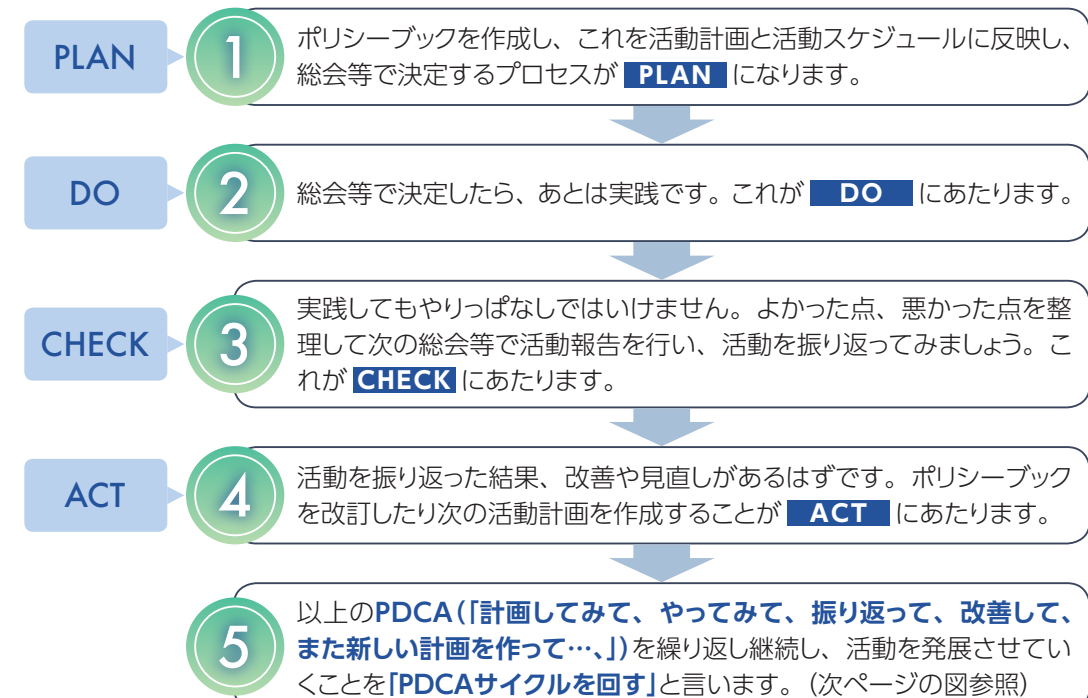 PLAN
1
ポリシーブックを作成し、これを活動計画と活動スケジュールに反映し、
総会等で決定するプロセスが PLAN になります。
DO
2
総会等で決定したら、あとは実践です。これが DO にあたります。
CHECK
3
実践してもやりっぱなしではいけません。よかった点、悪かった点を整
理して次の総会等で活動報告を行い、活動を振り返ってみましょう。こ
れが CHECK にあたります。
ACT
4
活動を振り返った結果、改善や見直しがあるはずです。ポリシーブック
を改訂したり次の活動計画を作成することが ACT にあたります。
5
以上のPDCA(「計画してみて、やってみて、振り返って、改善して、
また新しい計画を作って…、」)を繰り返し継続し、活動を発展させてい
くことを「PDCAサイクルを回す」と言います。(次ページの図参照)